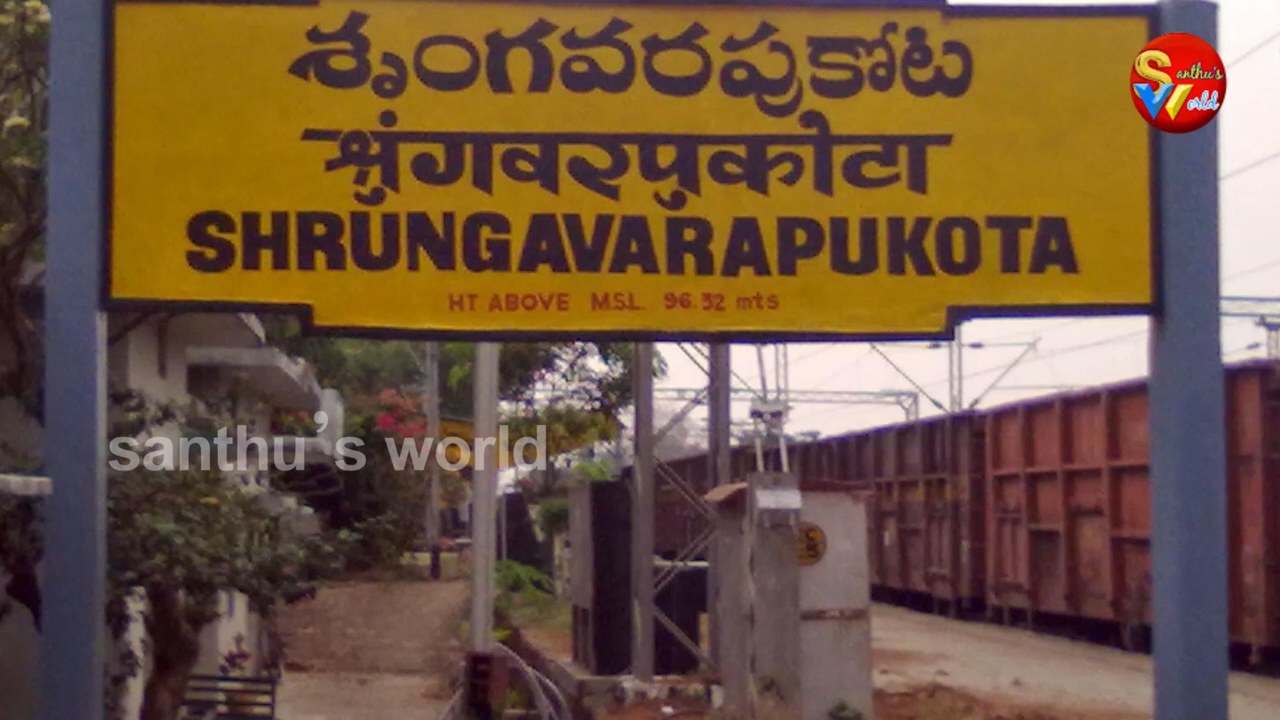 శృంగవరపుకోట
श्रुंगवरपुकोटा
SHRUNGAVARAPUKOTA
HT ABOVE M.S.L. 96.32 mts
Santhu's World
santhu's world